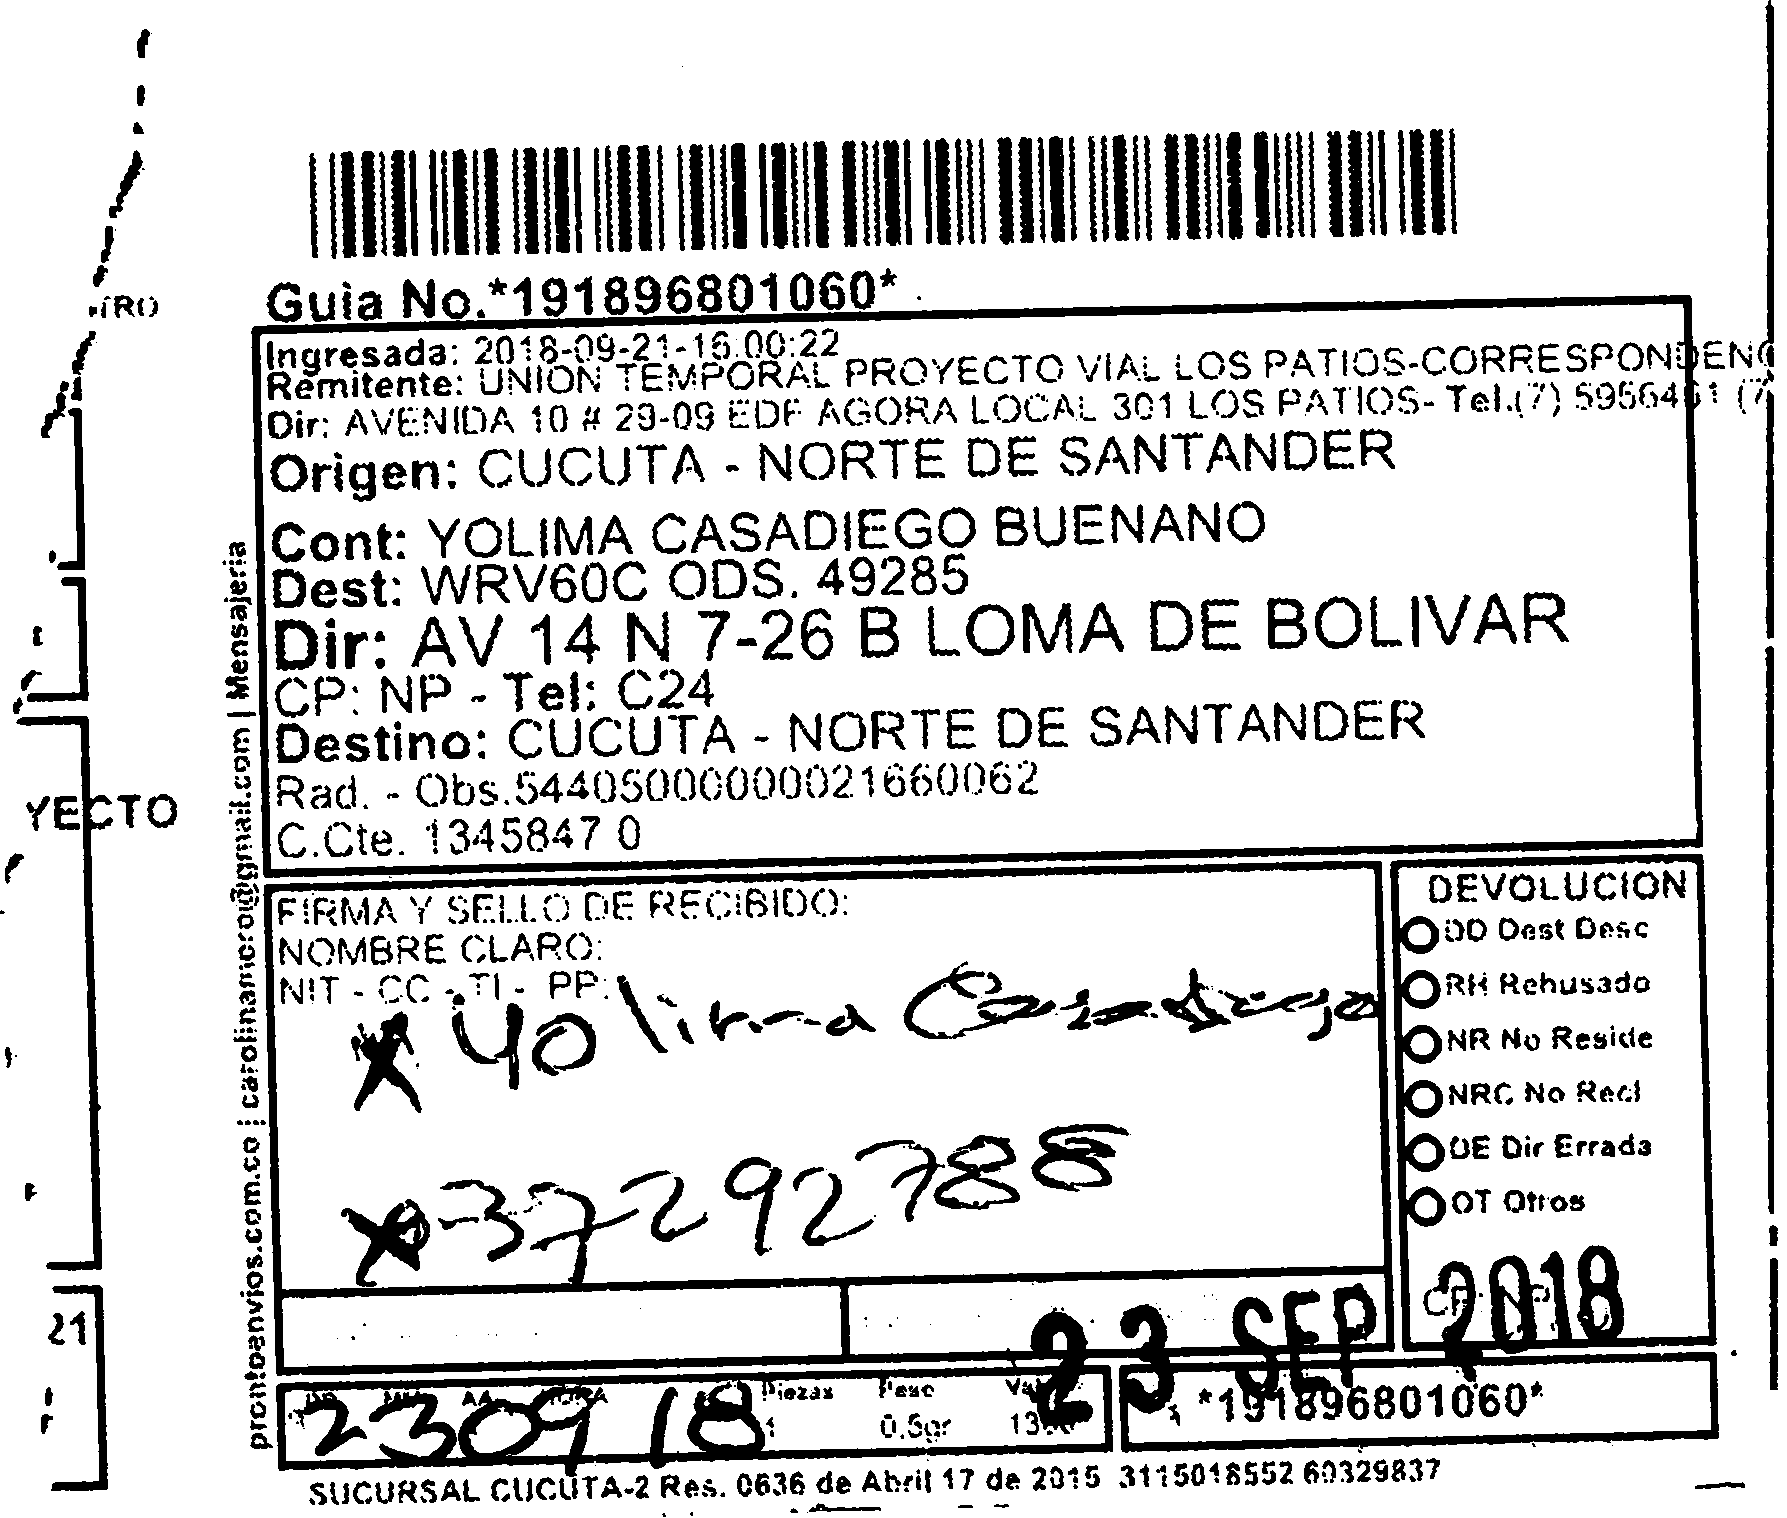 Guia No.*191896801060*
Ingresada: 2018-09-21-16:00:22
Remitente: UNION TEMPORAL PROYECTO VIAL LOS PATIOS-CORRESPONDENC
Dir: AVENIDA 10 # 29-09 EDF AGORA LOCAL 301 LOS PATIOS- Tel.(7) 5956461 (7
Origen: CUCUTA - NORTE DE SANTANDER
Cont: YOLIMA CASADIEGO BUENANO
Dest: WRV60C ODS. 49285
Dir: AV 14 N 7-26 B LOMA DE BOLIVAR
CP: NP - Tel: C24
Destino: CUCUTA - NORTE DE SANTANDER
Rad. - Obs.54405000000021660062
C.Cte. 1345847 0
prontoenvios.com.co | carolinamoro@gmail.com | Mensajeria
YECTO
21
FIRMA Y SELLO DE RECIBIDO:
NOMBRE CLARO:
NIT - CC - TI - PP:
Yolima Casadiego
37292788
DEVOLUCION
DD Dest Desc
RH Rehusado
NR No Reside
NRC No Recl
DE Dir Errada
OT Otros
23 SEP 2018
AA HORA Piezas Peso
230918 1 0.5gr
*191896801060*
SUCURSAL CUCUTA-2 Res. 0636 de Abril 17 de 2015 3115018552 60329837